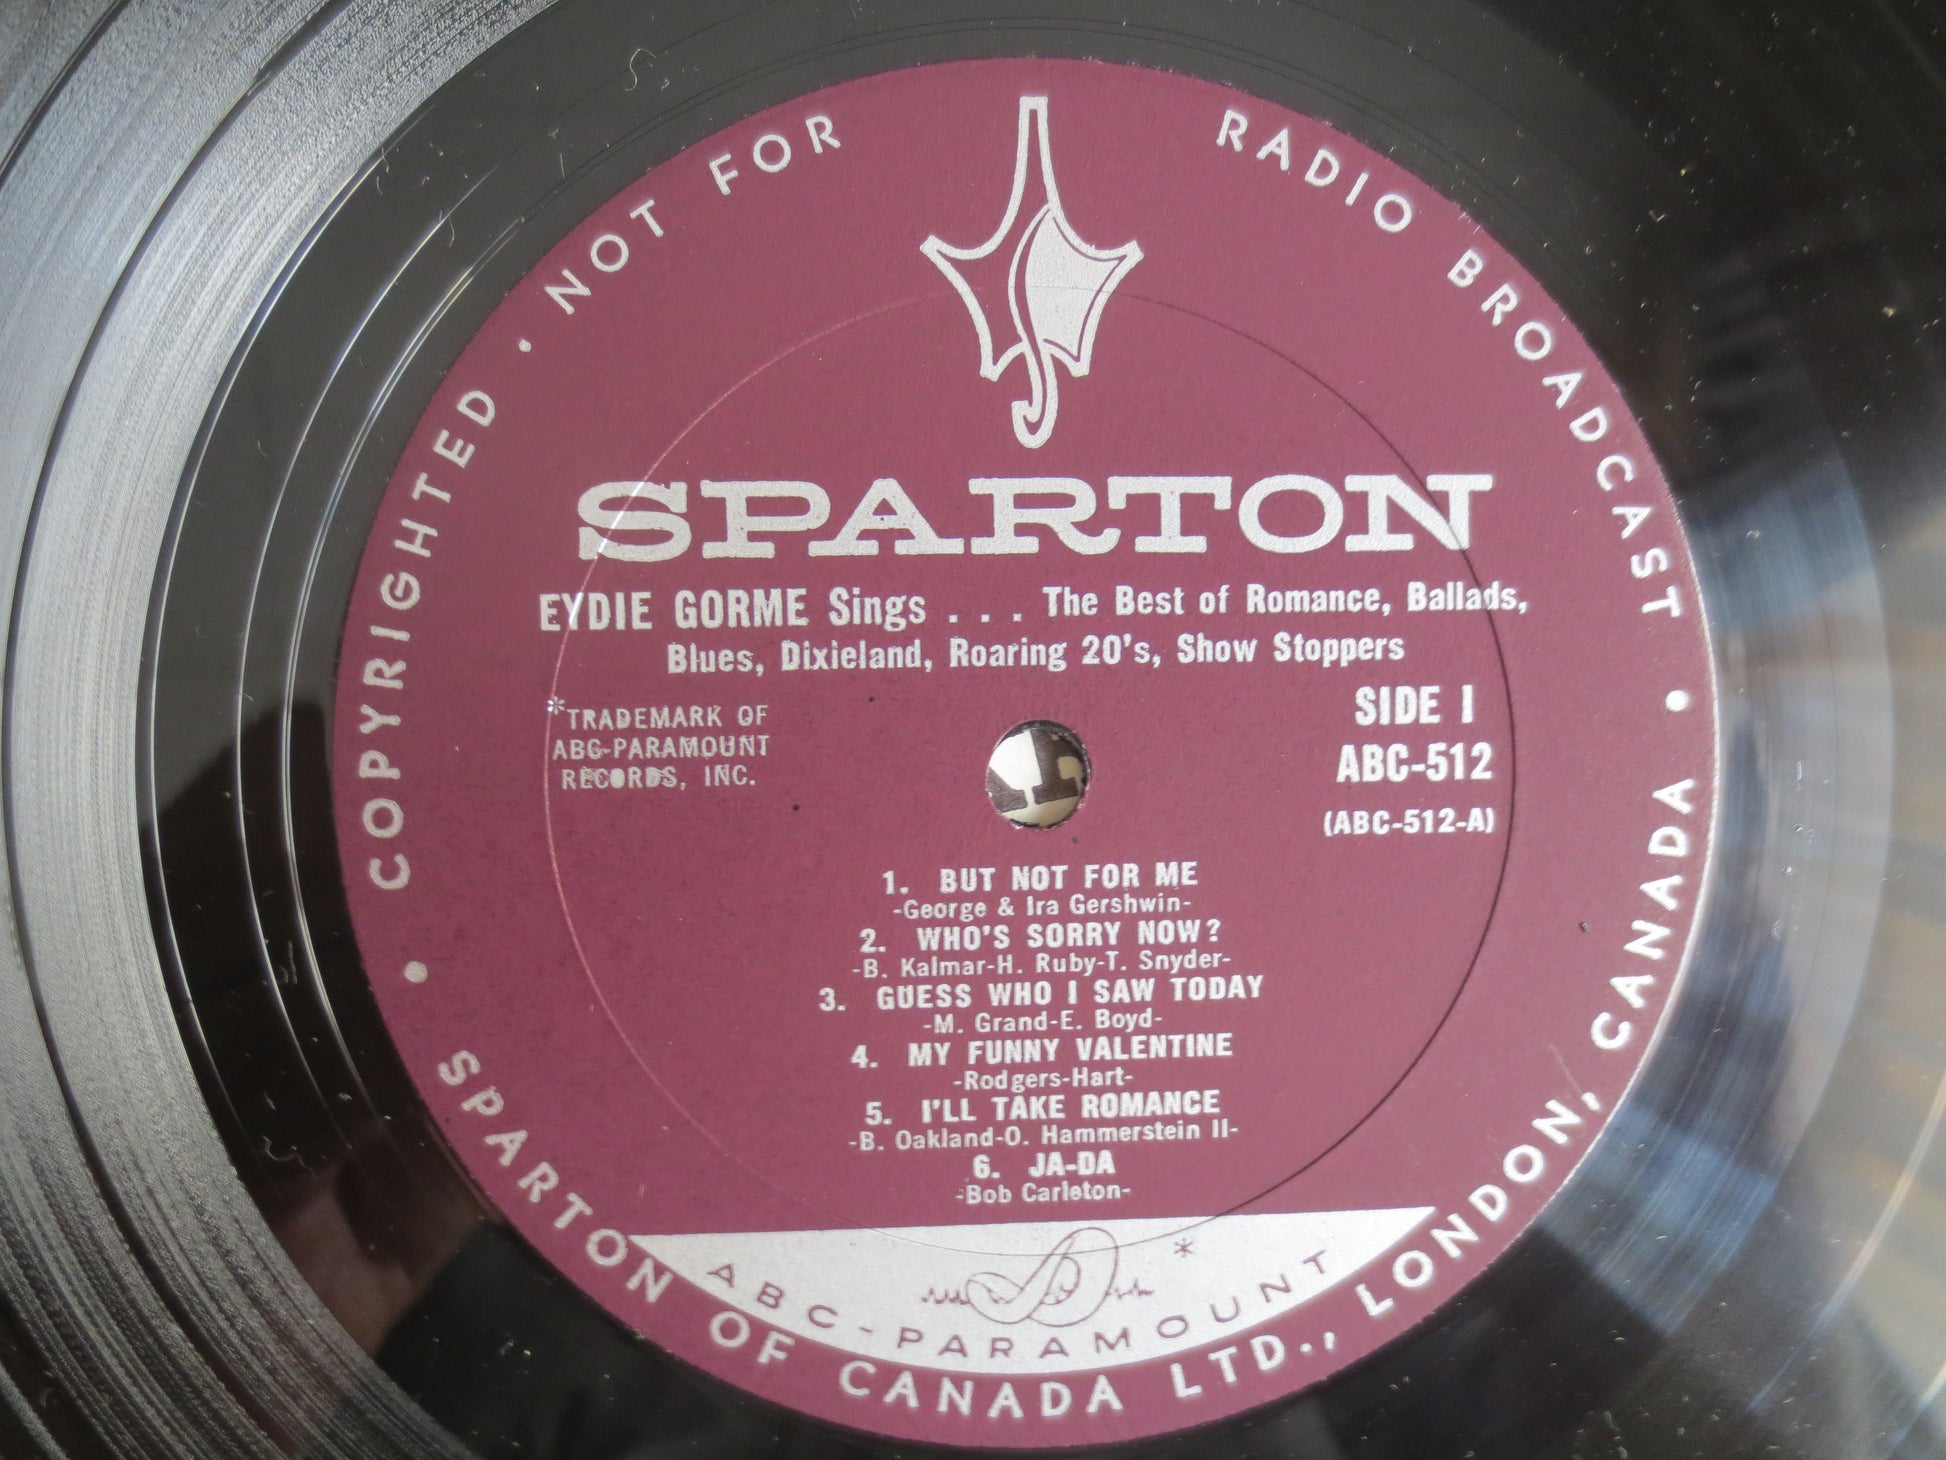 COPYRIGHTED · NOT FOR RADIO BROADCAST
SPARTON
EYDIE GORME Sings . . . The Best of Romance, Ballads,
Blues, Dixieland, Roaring 20's, Show Stoppers
*TRADEMARK OF
ABC-PARAMOUNT
RECORDS, INC.
SIDE I
ABC-512
(ABC-512-A)
1. BUT NOT FOR ME
-George & Ira Gershwin-
2. WHO'S SORRY NOW?
-B. Kalmar-H. Ruby-T. Snyder-
3. GUESS WHO I SAW TODAY
-M. Grand-E. Boyd-
4. MY FUNNY VALENTINE
-Rodgers-Hart-
5. I'LL TAKE ROMANCE
-B. Oakland-O. Hammerstein II-
6. JA-DA
-Bob Carleton-
*
ABC-PARAMOUNT
• SPARTON OF CANADA LTD., LONDON, CANADA •